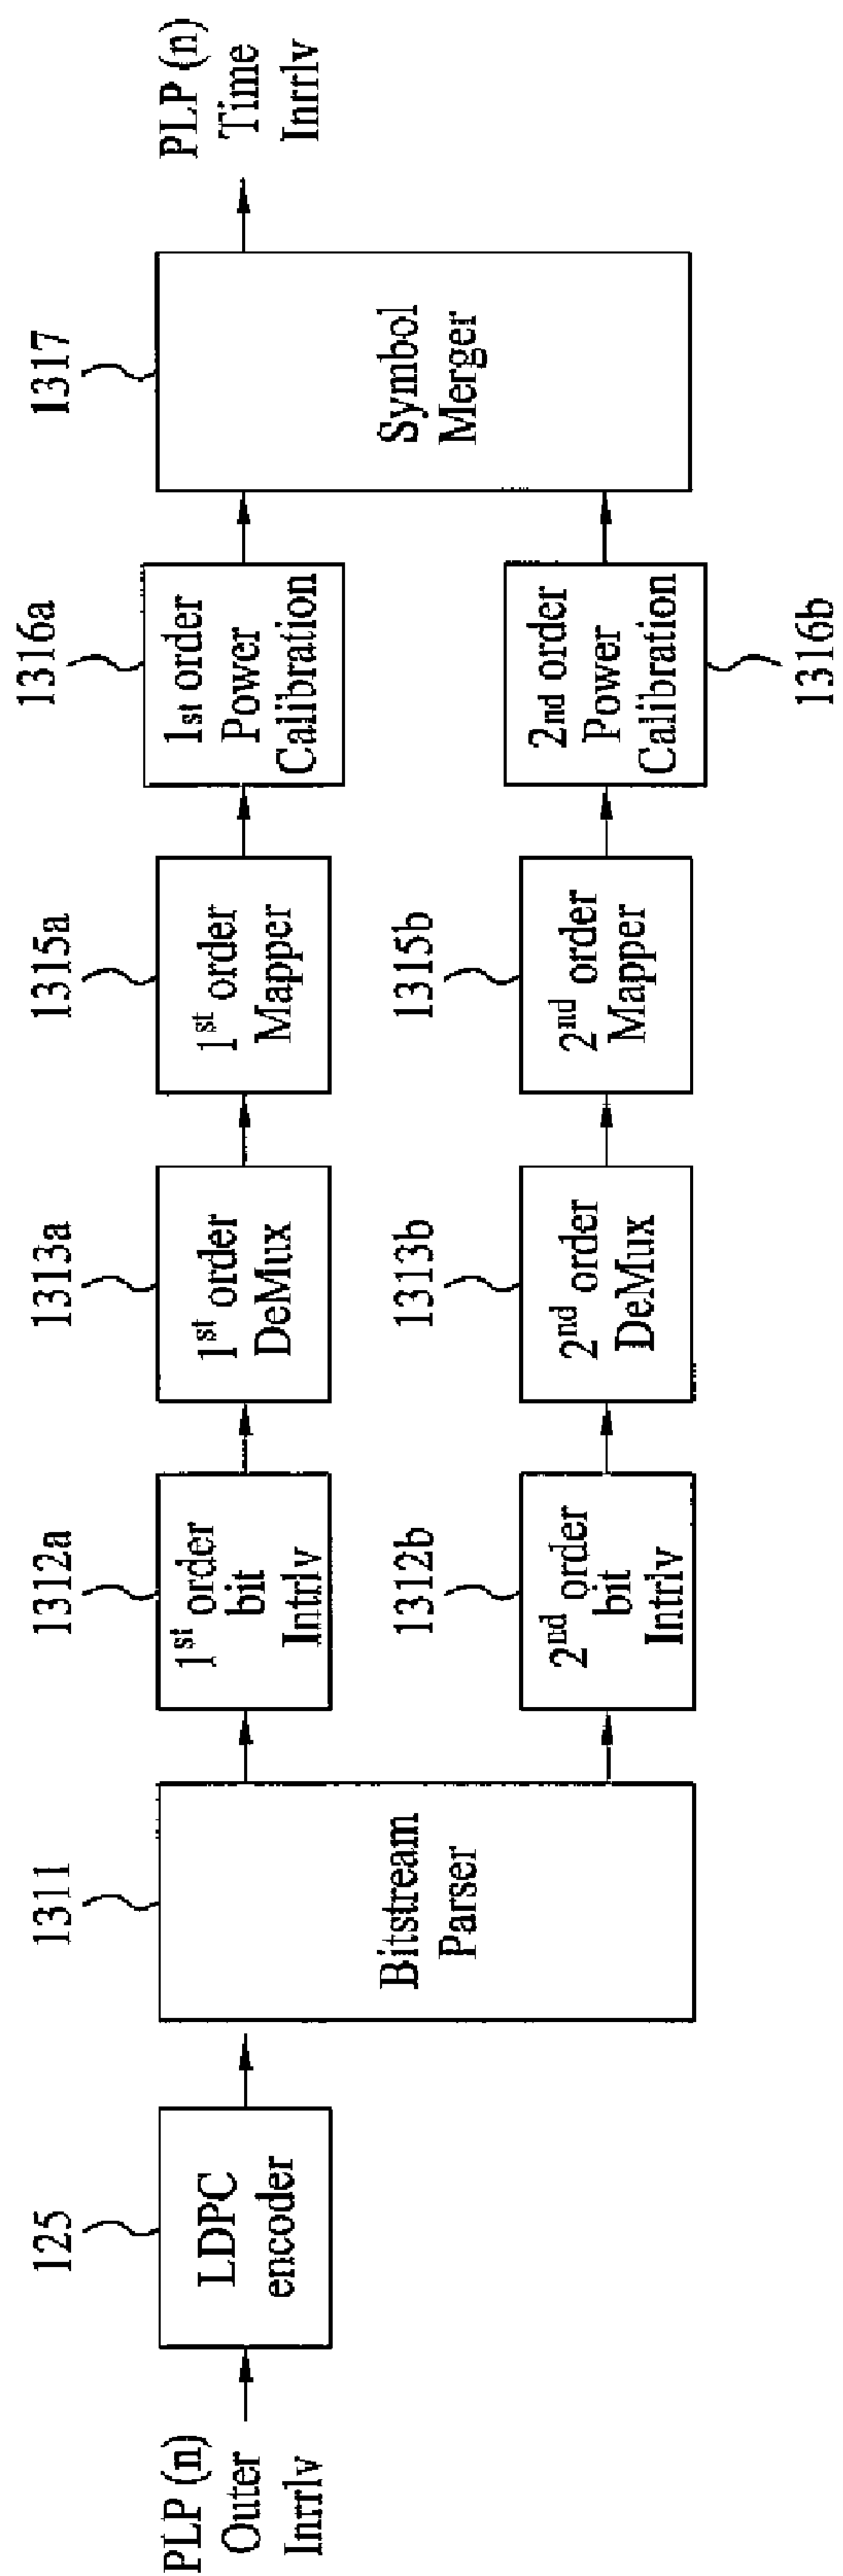 PLP (n)
Outer
Inrrlv
125
LDPC
encoder
1311
Bitstream
Parser
1312a
1st order
bit
Intrlv
1313a
1st order
DeMux
1315a
1st order
Mapper
1316a
1st order
Power
Calibration
1312b
2nd order
bit
Intrlv
1313b
2nd order
DeMux
1315b
2nd order
Mapper
2nd order
Power
Calibration
1316b
1317
Symbol
Merger
PLP (n)
Time
Inrrlv